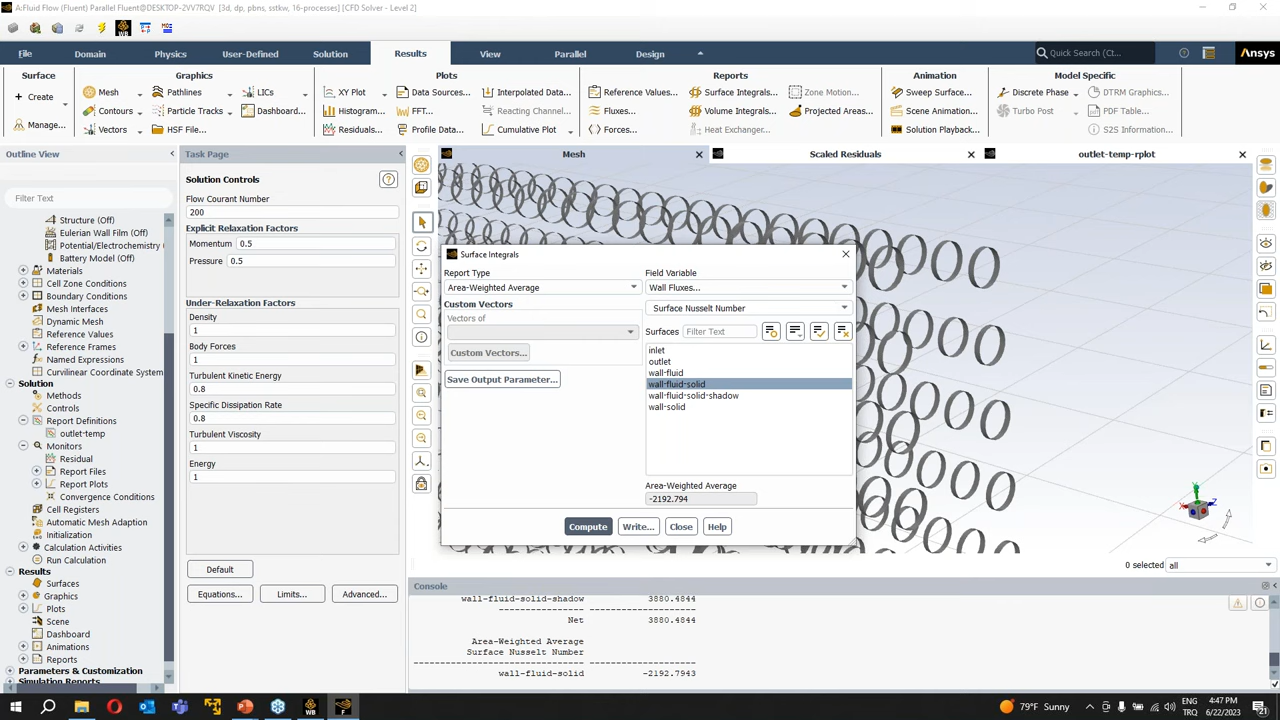 A:Fluid Flow (Fluent) Parallel Fluent@DESKTOP-2VV7RQV [3d, dp, pbns, sstkw, 16-processes] [CFD Solver - Level 2]
File Domain Physics User-Defined Solution Results View Parallel Design Quick Search (Ct... Ansys
Surface Graphics Plots Reports Animation Model Specific
Create Mesh Pathlines LICs XY Plot Data Sources... Interpolated Data... Reference Values... Surface Integrals... Zone Motion... Sweep Surface... Discrete Phase DTRM Graphics...
Contours Particle Tracks Dashboard... Histogram... FFT... Reacting Channel... Fluxes... Volume Integrals... Projected Areas... Scene Animation... Turbo Post PDF Table...
Manage... Vectors HSF File... Residuals... Profile Data... Cumulative Plot Forces... Heat Exchanger... Solution Playback... S2S Information...
Outline View
Filter Text
Structure (Off)
Eulerian Wall Film (Off)
Potential/Electrochemistry
Battery Model (Off)
Materials
Cell Zone Conditions
Boundary Conditions
Mesh Interfaces
Dynamic Mesh
Reference Values
Reference Frames
Named Expressions
Curvilinear Coordinate System
Solution
Methods
Controls
Report Definitions
outlet-temp
Monitors
Residual
Report Files
Report Plots
Convergence Conditions
Cell Registers
Automatic Mesh Adaption
Initialization
Calculation Activities
Run Calculation
Results
Surfaces
Graphics
Plots
Scene
Dashboard
Animations
Reports
Parameters & Customization
Simulation Reports
Task Page
Solution Controls
Flow Courant Number
200
Explicit Relaxation Factors
Momentum 0.5
Pressure 0.5
Under-Relaxation Factors
Density
1
Body Forces
1
Turbulent Kinetic Energy
0.8
Specific Dissipation Rate
0.8
Turbulent Viscosity
1
Energy
1
Default
Equations... Limits... Advanced...
Mesh Scaled Residuals outlet-temp-rplot
Surface Integrals
Report Type
Area-Weighted Average
Custom Vectors
Vectors of
Custom Vectors...
Save Output Parameter...
Field Variable
Wall Fluxes...
Surface Nusselt Number
Surfaces Filter Text
inlet
outlet
wall-fluid
wall-fluid-solid
wall-fluid-solid-shadow
wall-solid
Area-Weighted Average
-2192.794
Compute Write... Close Help
0 selected all
Console
wall-fluid-solid-shadow 3880.4844
---------------- --------------------
Net 3880.4844
Area-Weighted Average
Surface Nusselt Number
-------------------------------- --------------------
wall-fluid-solid -2192.7943
79°F Sunny
ENG
TRQ
4:47 PM
6/22/2023
21